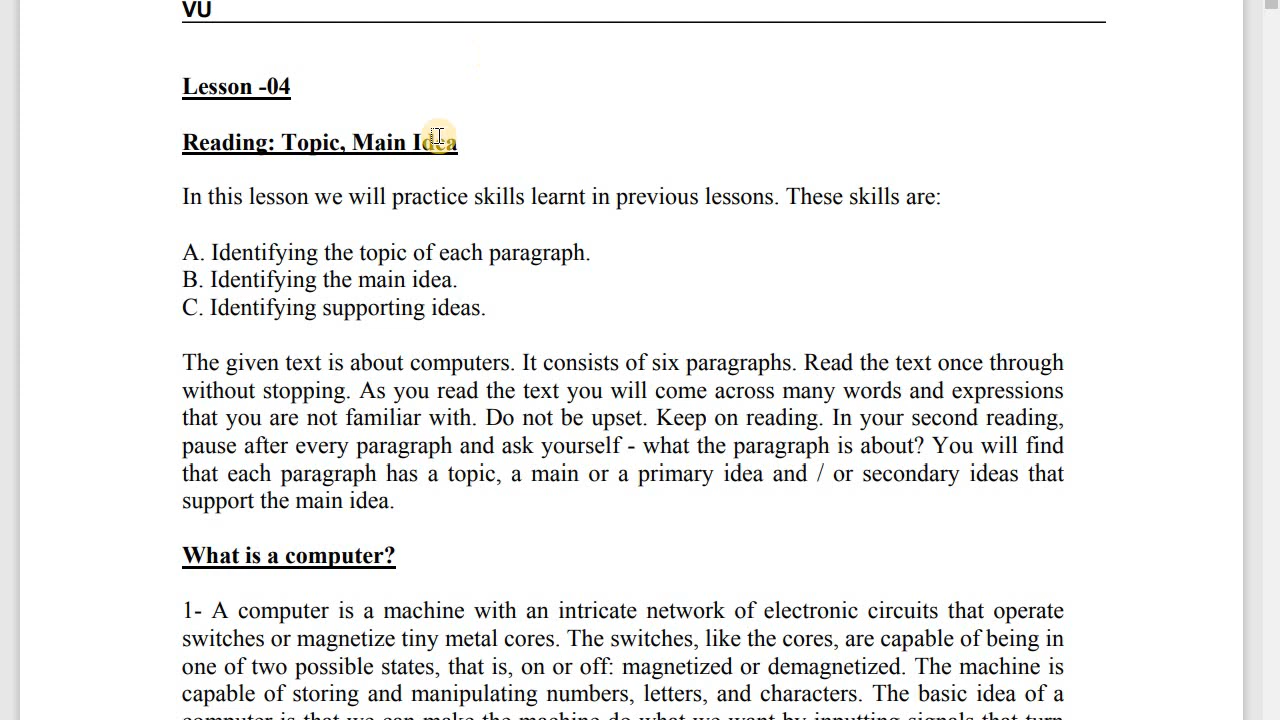 VU
Lesson -04
Reading: Topic, Main Idea
In this lesson we will practice skills learnt in previous lessons. These skills are:
A. Identifying the topic of each paragraph.
B. Identifying the main idea.
C. Identifying supporting ideas.
The given text is about computers. It consists of six paragraphs. Read the text once through
without stopping. As you read the text you will come across many words and expressions
that you are not familiar with. Do not be upset. Keep on reading. In your second reading,
pause after every paragraph and ask yourself - what the paragraph is about? You will find
that each paragraph has a topic, a main or a primary idea and / or secondary ideas that
support the main idea.
What is a computer?
1- A computer is a machine with an intricate network of electronic circuits that operate
switches or magnetize tiny metal cores. The switches, like the cores, are capable of being in
one of two possible states, that is, on or off: magnetized or demagnetized. The machine is
capable of storing and manipulating numbers, letters, and characters. The basic idea of a
computer is that we can make the machine do what we want by inputting signals that turn